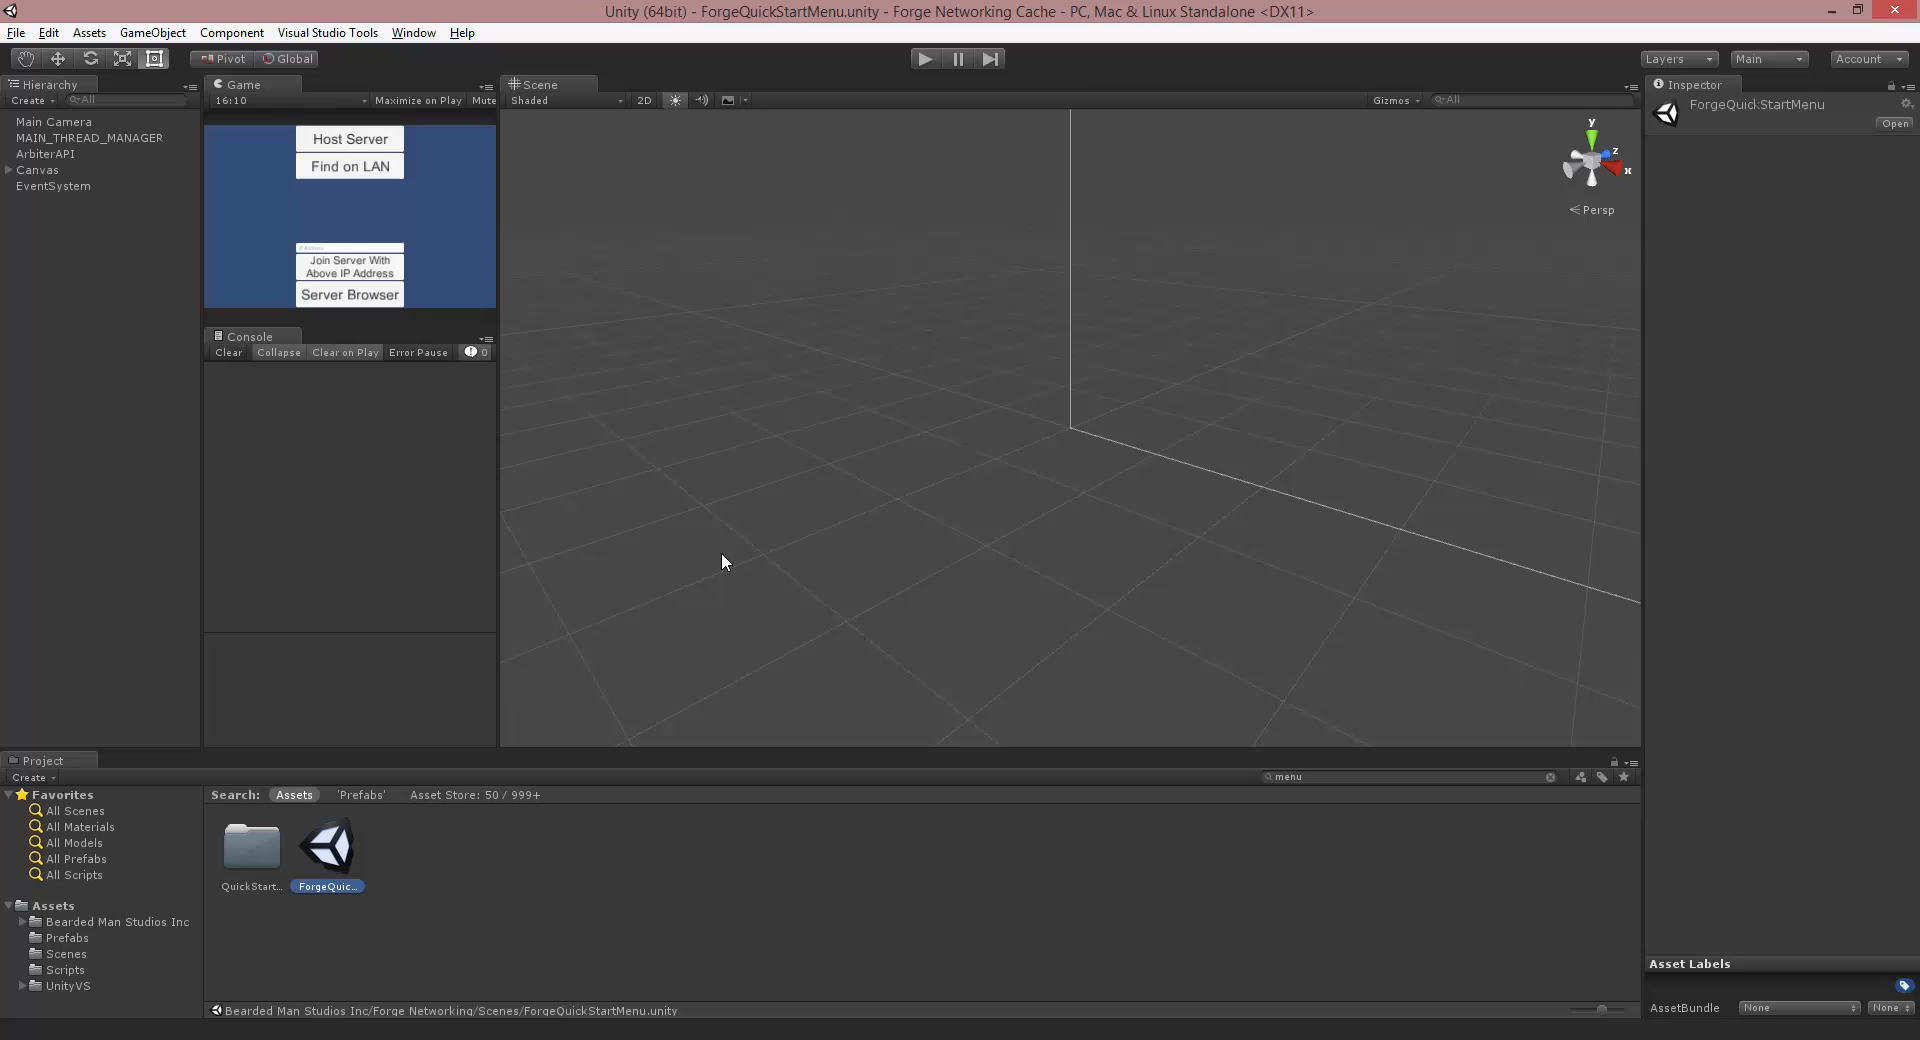 Unity (64bit) - ForgeQuickStartMenu.unity - Forge Networking Cache - PC, Mac & Linux Standalone <DX11>
File Edit Assets GameObject Component Visual Studio Tools Window Help
Pivot Global
Layers Main Account
Hierarchy
Create All
Main Camera
MAIN_THREAD_MANAGER
ArbiterAPI
Canvas
EventSystem
Game
16:10 Maximize on Play Mute
Host Server
Find on LAN
IP Address
Join Server With
Above IP Address
Server Browser
Console
Clear Collapse Clear on Play Error Pause 0
Scene
Shaded 2D Gizmos All
y
z
x
Persp
Inspector
ForgeQuickStartMenu
Open
Project
Create menu
Favorites
All Scenes
All Materials
All Models
All Prefabs
All Scripts
Assets
Bearded Man Studios Inc
Prefabs
Scenes
Scripts
UnityVS
Search: Assets 'Prefabs' Asset Store: 50 / 999+
QuickStart...
ForgeQuic...
Bearded Man Studios Inc/Forge Networking/Scenes/ForgeQuickStartMenu.unity
Asset Labels
AssetBundle None None